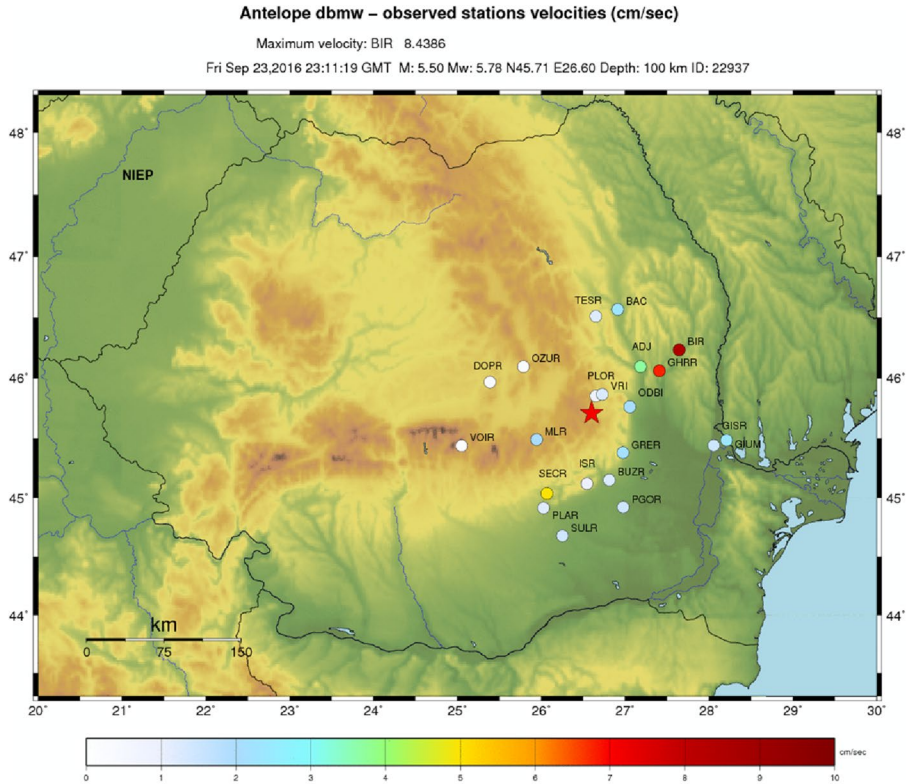 Antelope dbmw – observed stations velocities (cm/sec)
Maximum velocity: BIR 8.4386
Fri Sep 23,2016 23:11:19 GMT M: 5.50 Mw: 5.78 N45.71 E26.60 Depth: 100 km ID: 22937
48° 48°
NIEP
47° 47°
TESR BAC
BIR
ADJ
GHRR
DOPR OZUR
46° 46°
PLOR
VRI
ODBI
GISR
MLR
VOIR
GIUM
GRER
ISR
SECR BUZR
45° 45°
PGOR
PLAR
SULR
44° 44°
km
0 75 150
20° 21° 22° 23° 24° 25° 26° 27° 28° 29° 30°
cm/sec
0 1 2 3 4 5 6 7 8 9 10